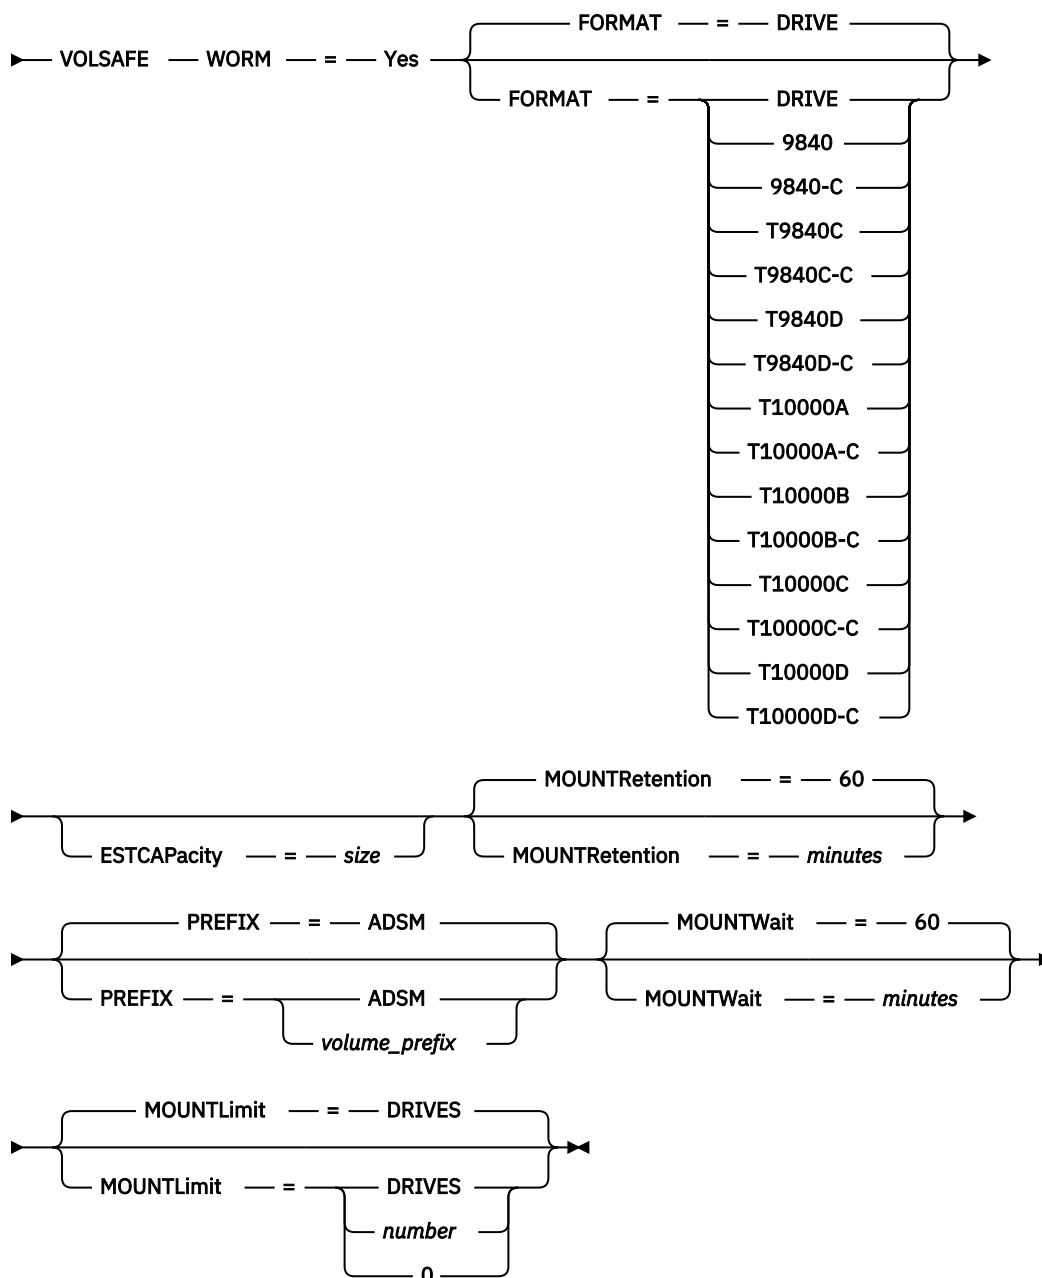 FORMAT = DRIVE
VOLSAFE WORM = Yes
FORMAT = DRIVE
9840
9840-C
T9840C
T9840C-C
T9840D
T9840D-C
T10000A
T10000A-C
T10000B
T10000B-C
T10000C
T10000C-C
T10000D
T10000D-C
MOUNTRetention = 60
ESTCAPacity = size
MOUNTRetention = minutes
PREFIX = ADSM
MOUNTWait = 60
PREFIX = ADSM
MOUNTWait = minutes
volume_prefix
MOUNTLimit = DRIVES
MOUNTLimit = DRIVES
number
0